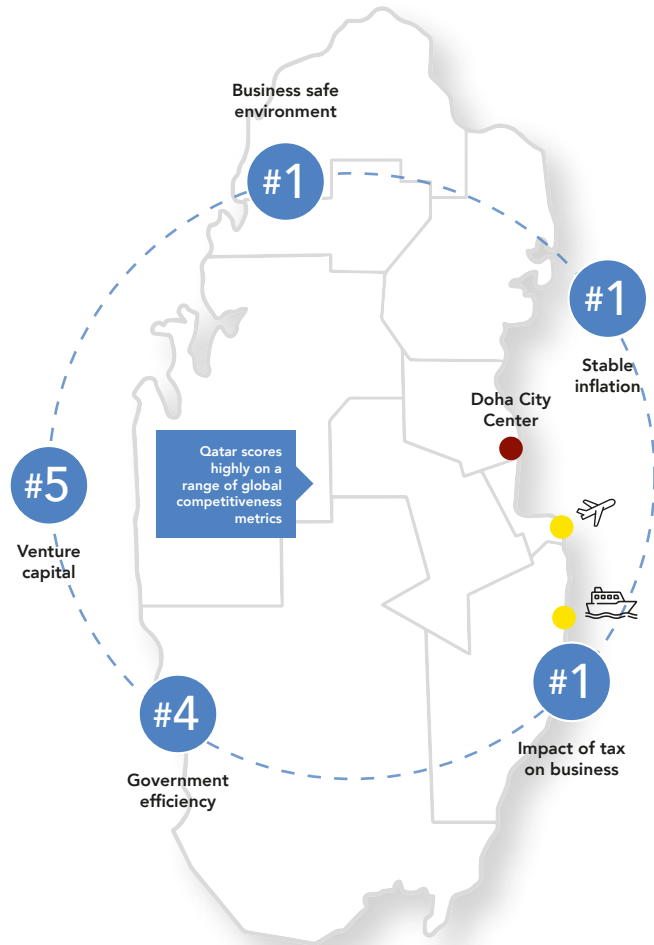 Business safe
environment
#1
#1
Stable
inflation
Doha City
Center
Qatar scores
highly on a
range of global
competitiveness
metrics
#5
Venture
capital
#4
Government
efficiency
#1
Impact of tax
on business